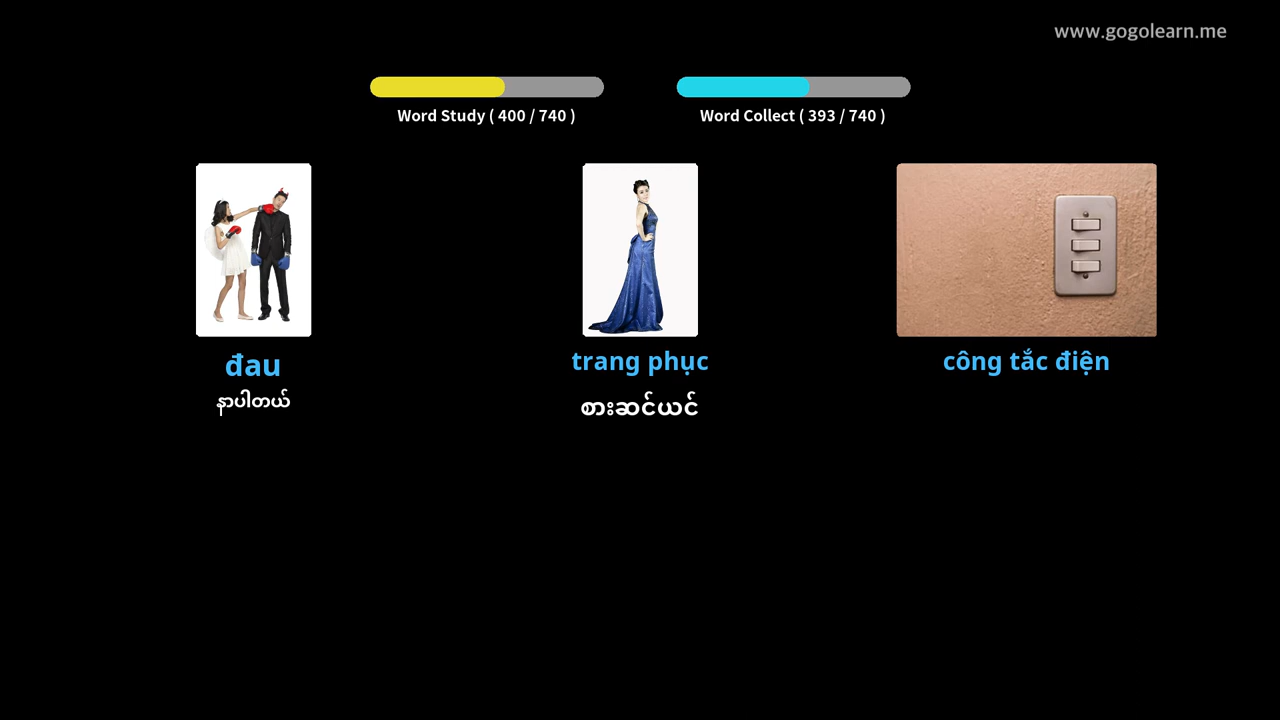 www.gogolearn.me
Word Study ( 400 / 740 )
Word Collect ( 393 / 740 )
đau
နာပါတယ်
trang phục
စားဆင်ယင်
công tắc điện